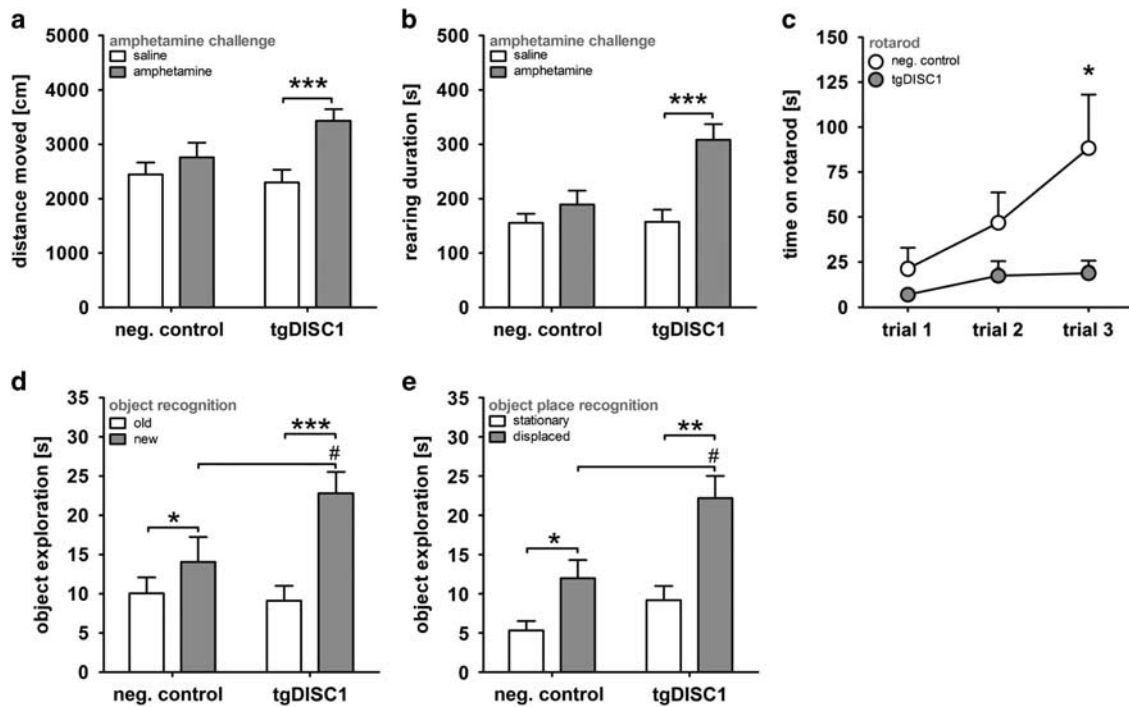 a
amphetamine challenge
saline
amphetamine
distance moved [cm]
5000
4000
3000
2000
1000
0
***
neg. control tgDISC1
b
amphetamine challenge
saline
amphetamine
rearing duration [s]
500
400
300
200
100
0
***
neg. control tgDISC1
c
rotarod
neg. control
tgDISC1
time on rotarod [s]
150
125
100
75
50
25
0
*
trial 1 trial 2 trial 3
d
object recognition
old
new
object exploration [s]
35
30
25
20
15
10
5
0
*
***
#
neg. control tgDISC1
e
object place recognition
stationary
displaced
object exploration [s]
35
30
25
20
15
10
5
0
*
**
#
neg. control tgDISC1